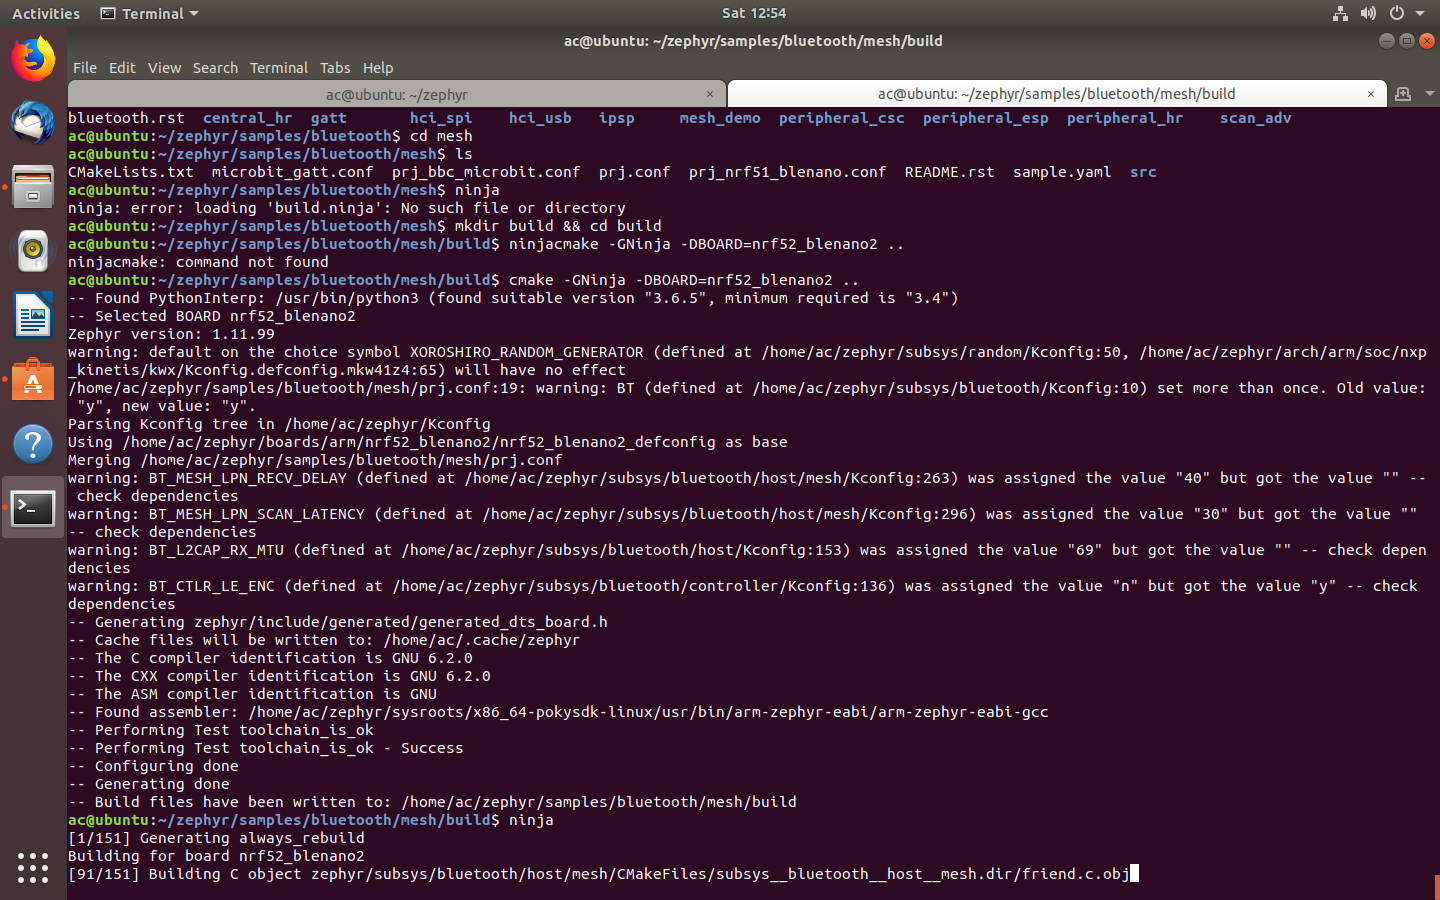 Activities Terminal Sat 12:54
ac@ubuntu: ~/zephyr/samples/bluetooth/mesh/build
File Edit View Search Terminal Tabs Help
ac@ubuntu: ~/zephyr × ac@ubuntu: ~/zephyr/samples/bluetooth/mesh/build ×
bluetooth.rst central_hr gatt hci_spi hci_usb ipsp mesh_demo peripheral_csc peripheral_esp peripheral_hr scan_adv
ac@ubuntu:~/zephyr/samples/bluetooth$ cd mesh
ac@ubuntu:~/zephyr/samples/bluetooth/mesh$ ls
CMakeLists.txt microbit_gatt.conf prj_bbc_microbit.conf prj.conf prj_nrf51_blenano.conf README.rst sample.yaml src
ac@ubuntu:~/zephyr/samples/bluetooth/mesh$ ninja
ninja: error: loading 'build.ninja': No such file or directory
ac@ubuntu:~/zephyr/samples/bluetooth/mesh$ mkdir build && cd build
ac@ubuntu:~/zephyr/samples/bluetooth/mesh/build$ ninjacmake -GNinja -DBOARD=nrf52_blenano2 ..
ninjacmake: command not found
ac@ubuntu:~/zephyr/samples/bluetooth/mesh/build$ cmake -GNinja -DBOARD=nrf52_blenano2 ..
-- Found PythonInterp: /usr/bin/python3 (found suitable version "3.6.5", minimum required is "3.4")
-- Selected BOARD nrf52_blenano2
Zephyr version: 1.11.99
warning: default on the choice symbol XOROSHIRO_RANDOM_GENERATOR (defined at /home/ac/zephyr/subsys/random/Kconfig:50, /home/ac/zephyr/arch/arm/soc/nxp
_kinetis/kwx/Kconfig.defconfig.mkw41z4:65) will have no effect
/home/ac/zephyr/samples/bluetooth/mesh/prj.conf:19: warning: BT (defined at /home/ac/zephyr/subsys/bluetooth/Kconfig:10) set more than once. Old value:
"y", new value: "y".
Parsing Kconfig tree in /home/ac/zephyr/Kconfig
Using /home/ac/zephyr/boards/arm/nrf52_blenano2/nrf52_blenano2_defconfig as base
Merging /home/ac/zephyr/samples/bluetooth/mesh/prj.conf
warning: BT_MESH_LPN_RECV_DELAY (defined at /home/ac/zephyr/subsys/bluetooth/host/mesh/Kconfig:263) was assigned the value "40" but got the value "" --
check dependencies
warning: BT_MESH_LPN_SCAN_LATENCY (defined at /home/ac/zephyr/subsys/bluetooth/host/mesh/Kconfig:296) was assigned the value "30" but got the value ""
-- check dependencies
warning: BT_L2CAP_RX_MTU (defined at /home/ac/zephyr/subsys/bluetooth/host/Kconfig:153) was assigned the value "69" but got the value "" -- check depen
dencies
warning: BT_CTLR_LE_ENC (defined at /home/ac/zephyr/subsys/bluetooth/controller/Kconfig:136) was assigned the value "n" but got the value "y" -- check
dependencies
-- Generating zephyr/include/generated/generated_dts_board.h
-- Cache files will be written to: /home/ac/.cache/zephyr
-- The C compiler identification is GNU 6.2.0
-- The CXX compiler identification is GNU 6.2.0
-- The ASM compiler identification is GNU
-- Found assembler: /home/ac/zephyr/sysroots/x86_64-pokysdk-linux/usr/bin/arm-zephyr-eabi/arm-zephyr-eabi-gcc
-- Performing Test toolchain_is_ok
-- Performing Test toolchain_is_ok - Success
-- Configuring done
-- Generating done
-- Build files have been written to: /home/ac/zephyr/samples/bluetooth/mesh/build
ac@ubuntu:~/zephyr/samples/bluetooth/mesh/build$ ninja
[1/151] Generating always_rebuild
Building for board nrf52_blenano2
[91/151] Building C object zephyr/subsys/bluetooth/host/mesh/CMakeFiles/subsys__bluetooth__host__mesh.dir/friend.c.obj